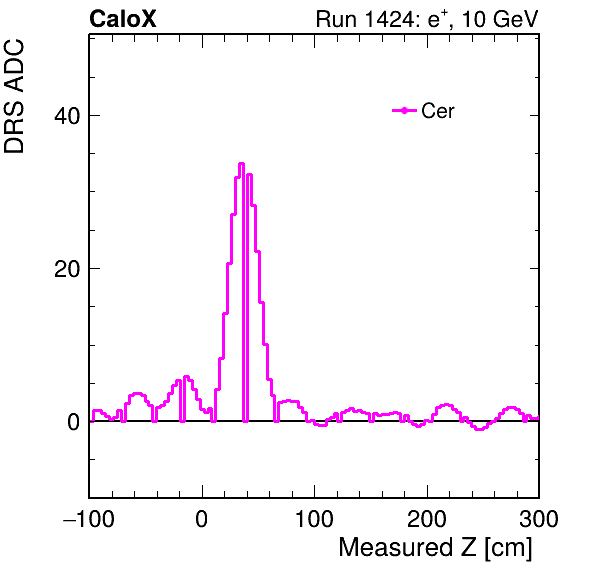 CaloX Run 1424: e⁺, 10 GeV
DRS ADC
Cer
40
20
0
−100 0 100 200 300
Measured Z [cm]